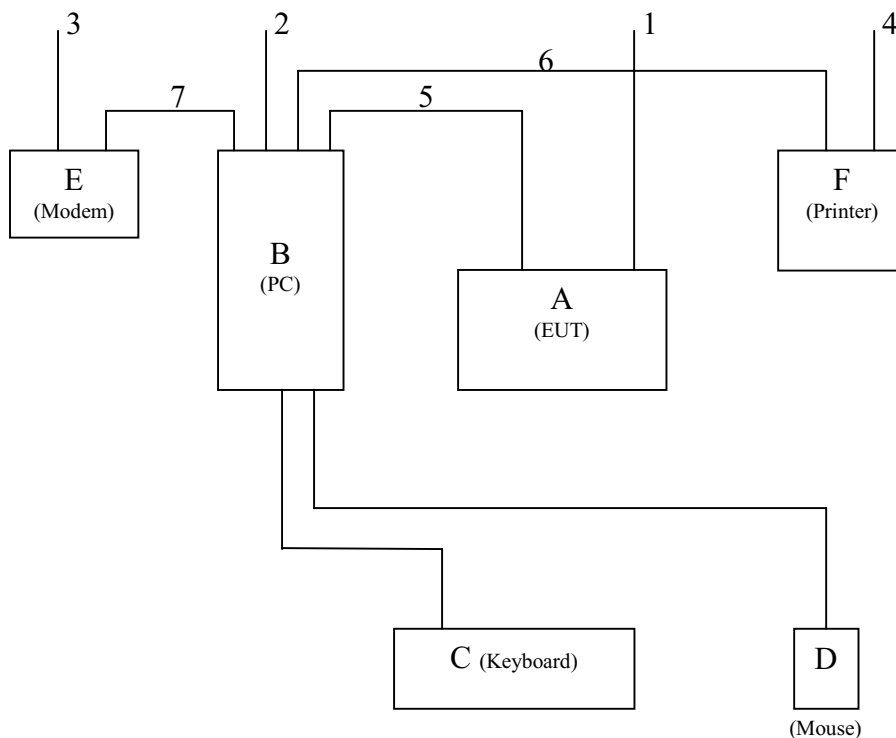 3 2 1 4
6
7 5
E
(Modem)
F
(Printer)
B
(PC)
A
(EUT)
C (Keyboard)
D
(Mouse)